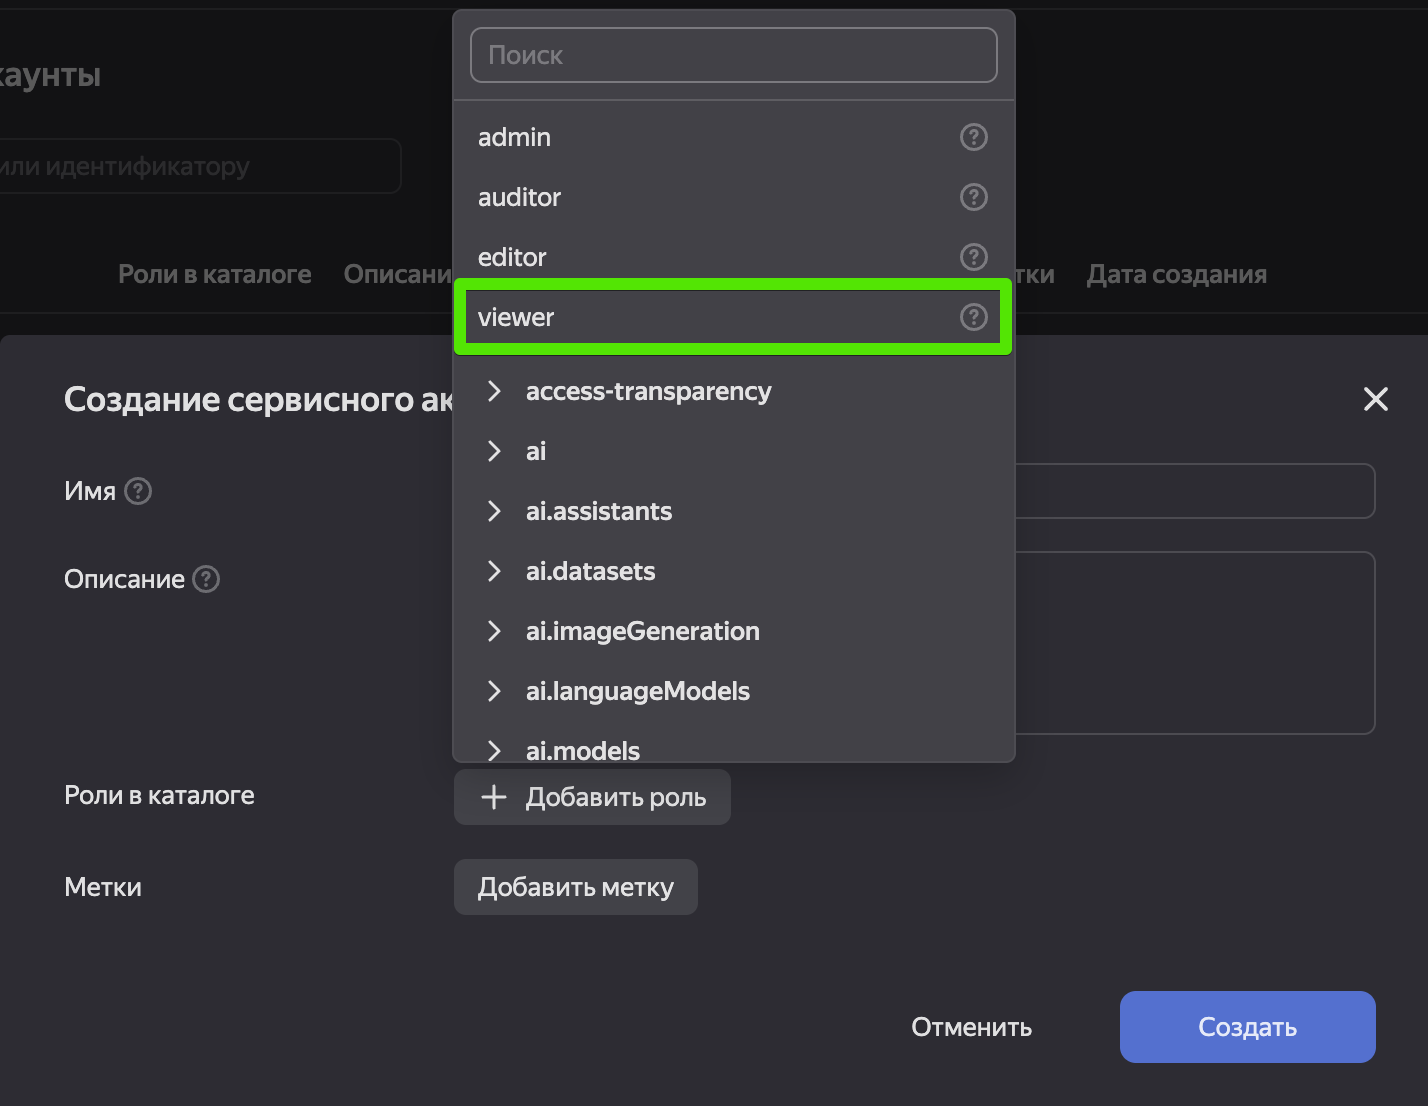 Поиск
каунты
admin
или идентификатору
auditor
editor
Роли в каталоге Описани тки Дата создания
viewer
access-transparency
Создание сервисного ак
ai
Имя
ai.assistants
ai.datasets
Описание
ai.imageGeneration
ai.languageModels
ai.models
Роли в каталоге
Добавить роль
Метки
Добавить метку
Отменить
Создать